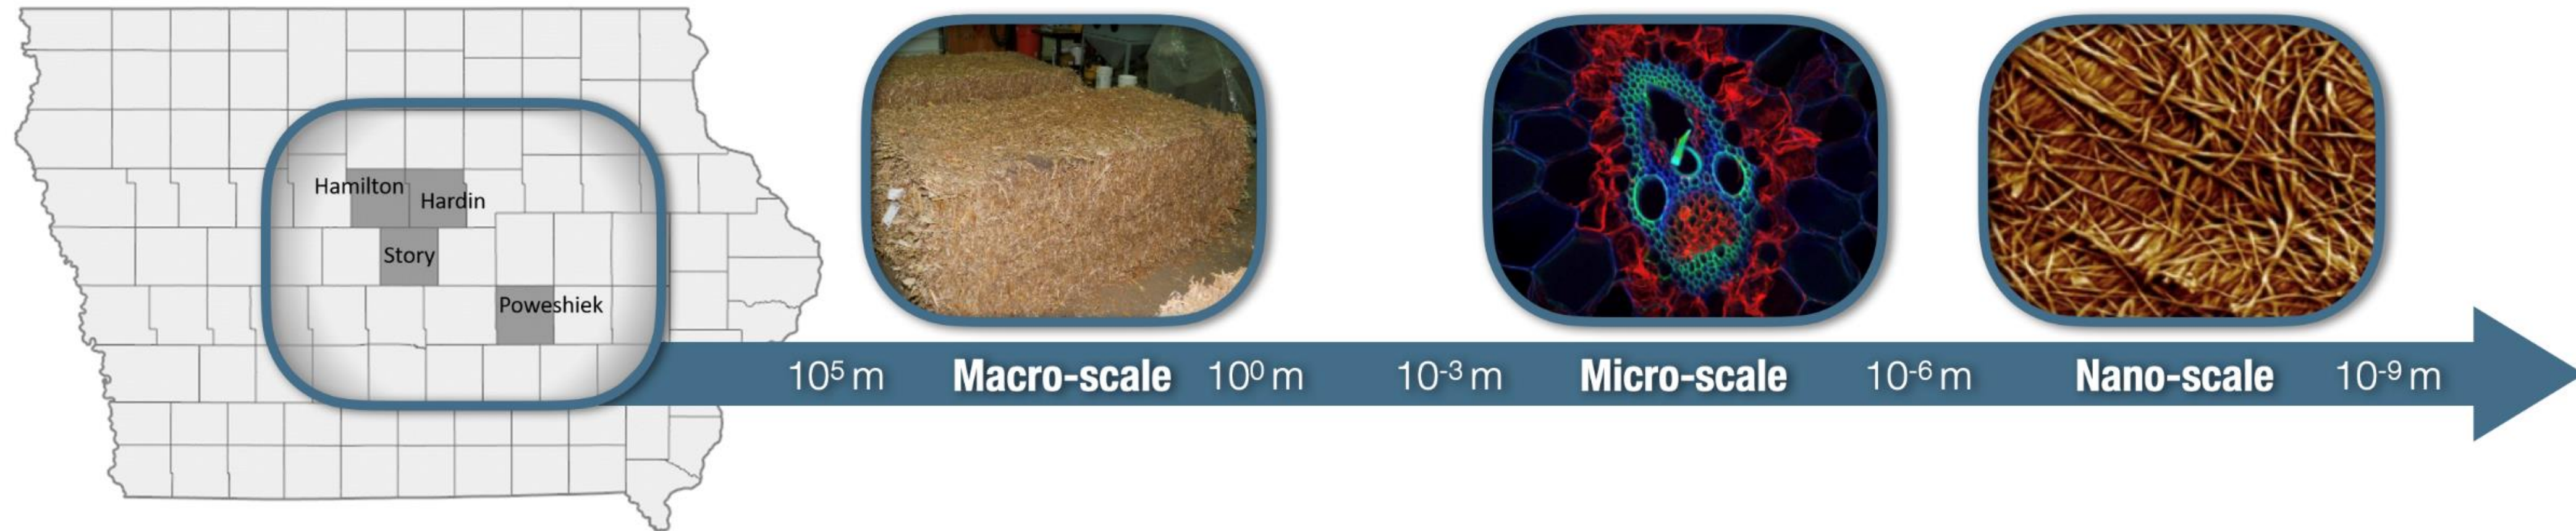 Hamilton
Hardin
Story
Poweshiek
10⁵ m Macro-scale 10⁰ m 10⁻³ m Micro-scale 10⁻⁶ m Nano-scale 10⁻⁹ m